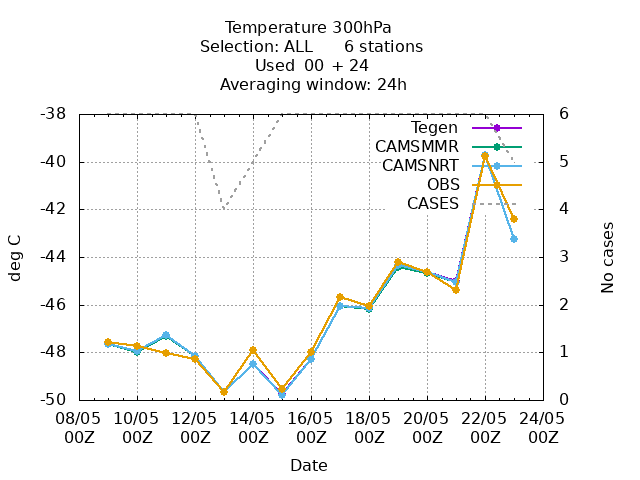 Temperature 300hPa
Selection: ALL 6 stations
Used 00 + 24
Averaging window: 24h
-38 6
Tegen
CAMSMMR
-40 5
CAMSNRT
OBS
CASES
-42 4
-44 3
-46 2
-48 1
-50 0
deg C
No cases
08/05 10/05 12/05 14/05 16/05 18/05 20/05 22/05 24/05
00Z 00Z 00Z 00Z 00Z 00Z 00Z 00Z 00Z
Date